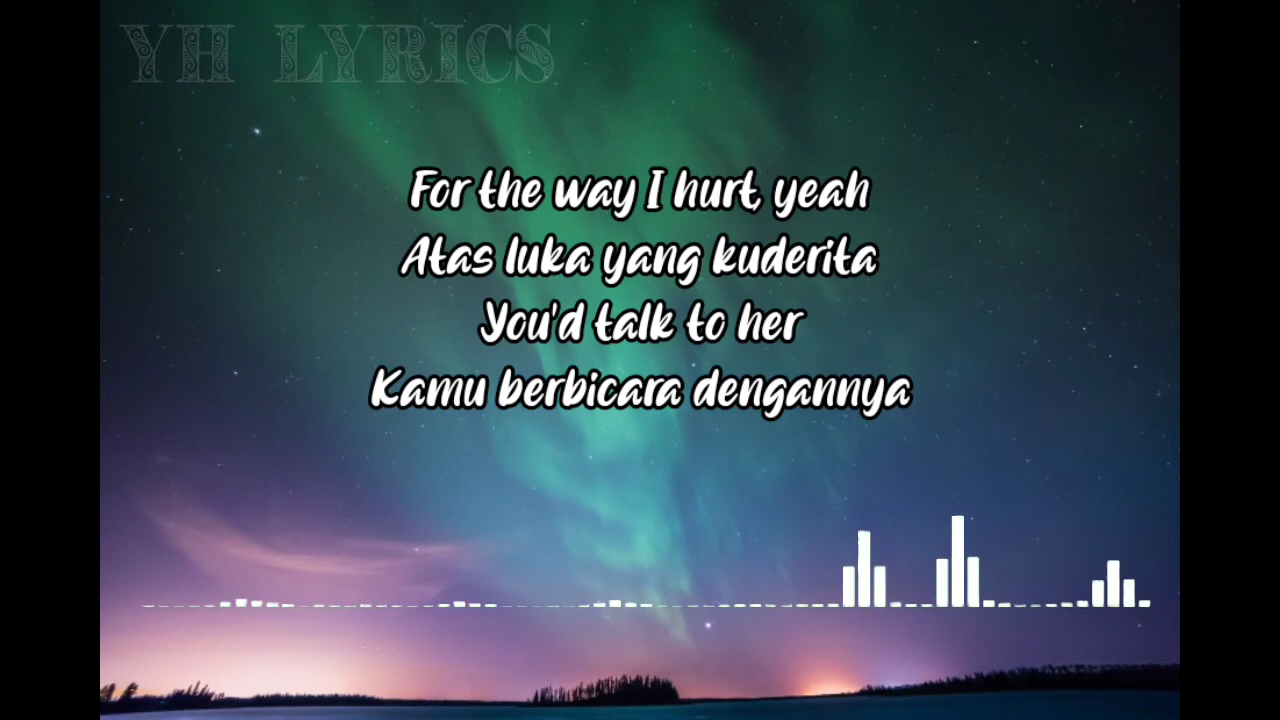 YH LYRICS
For the way I hurt, yeah
Atas luka yang kuderita
You'd talk to her
Kamu berbicara dengannya